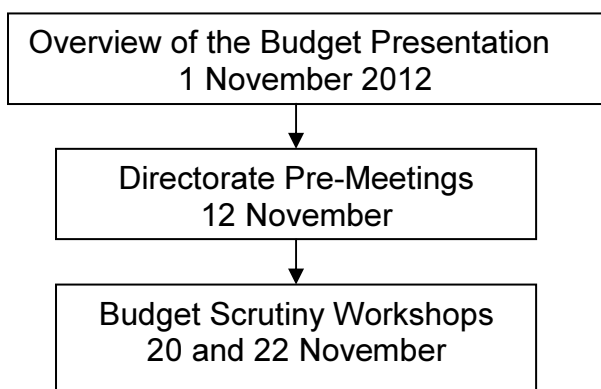 Overview of the Budget Presentation
1 November 2012
Directorate Pre-Meetings
12 November
Budget Scrutiny Workshops
20 and 22 November